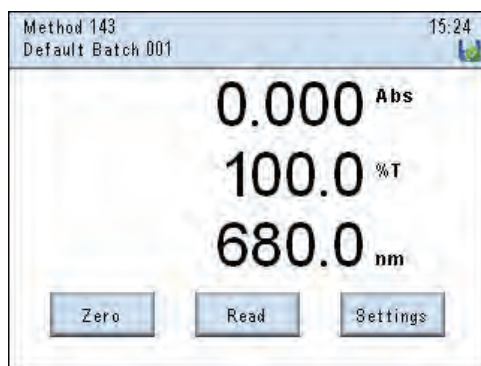 Method 143 15:24
Default Batch 001
0.000 Abs
100.0 %T
680.0 nm
Zero Read Settings